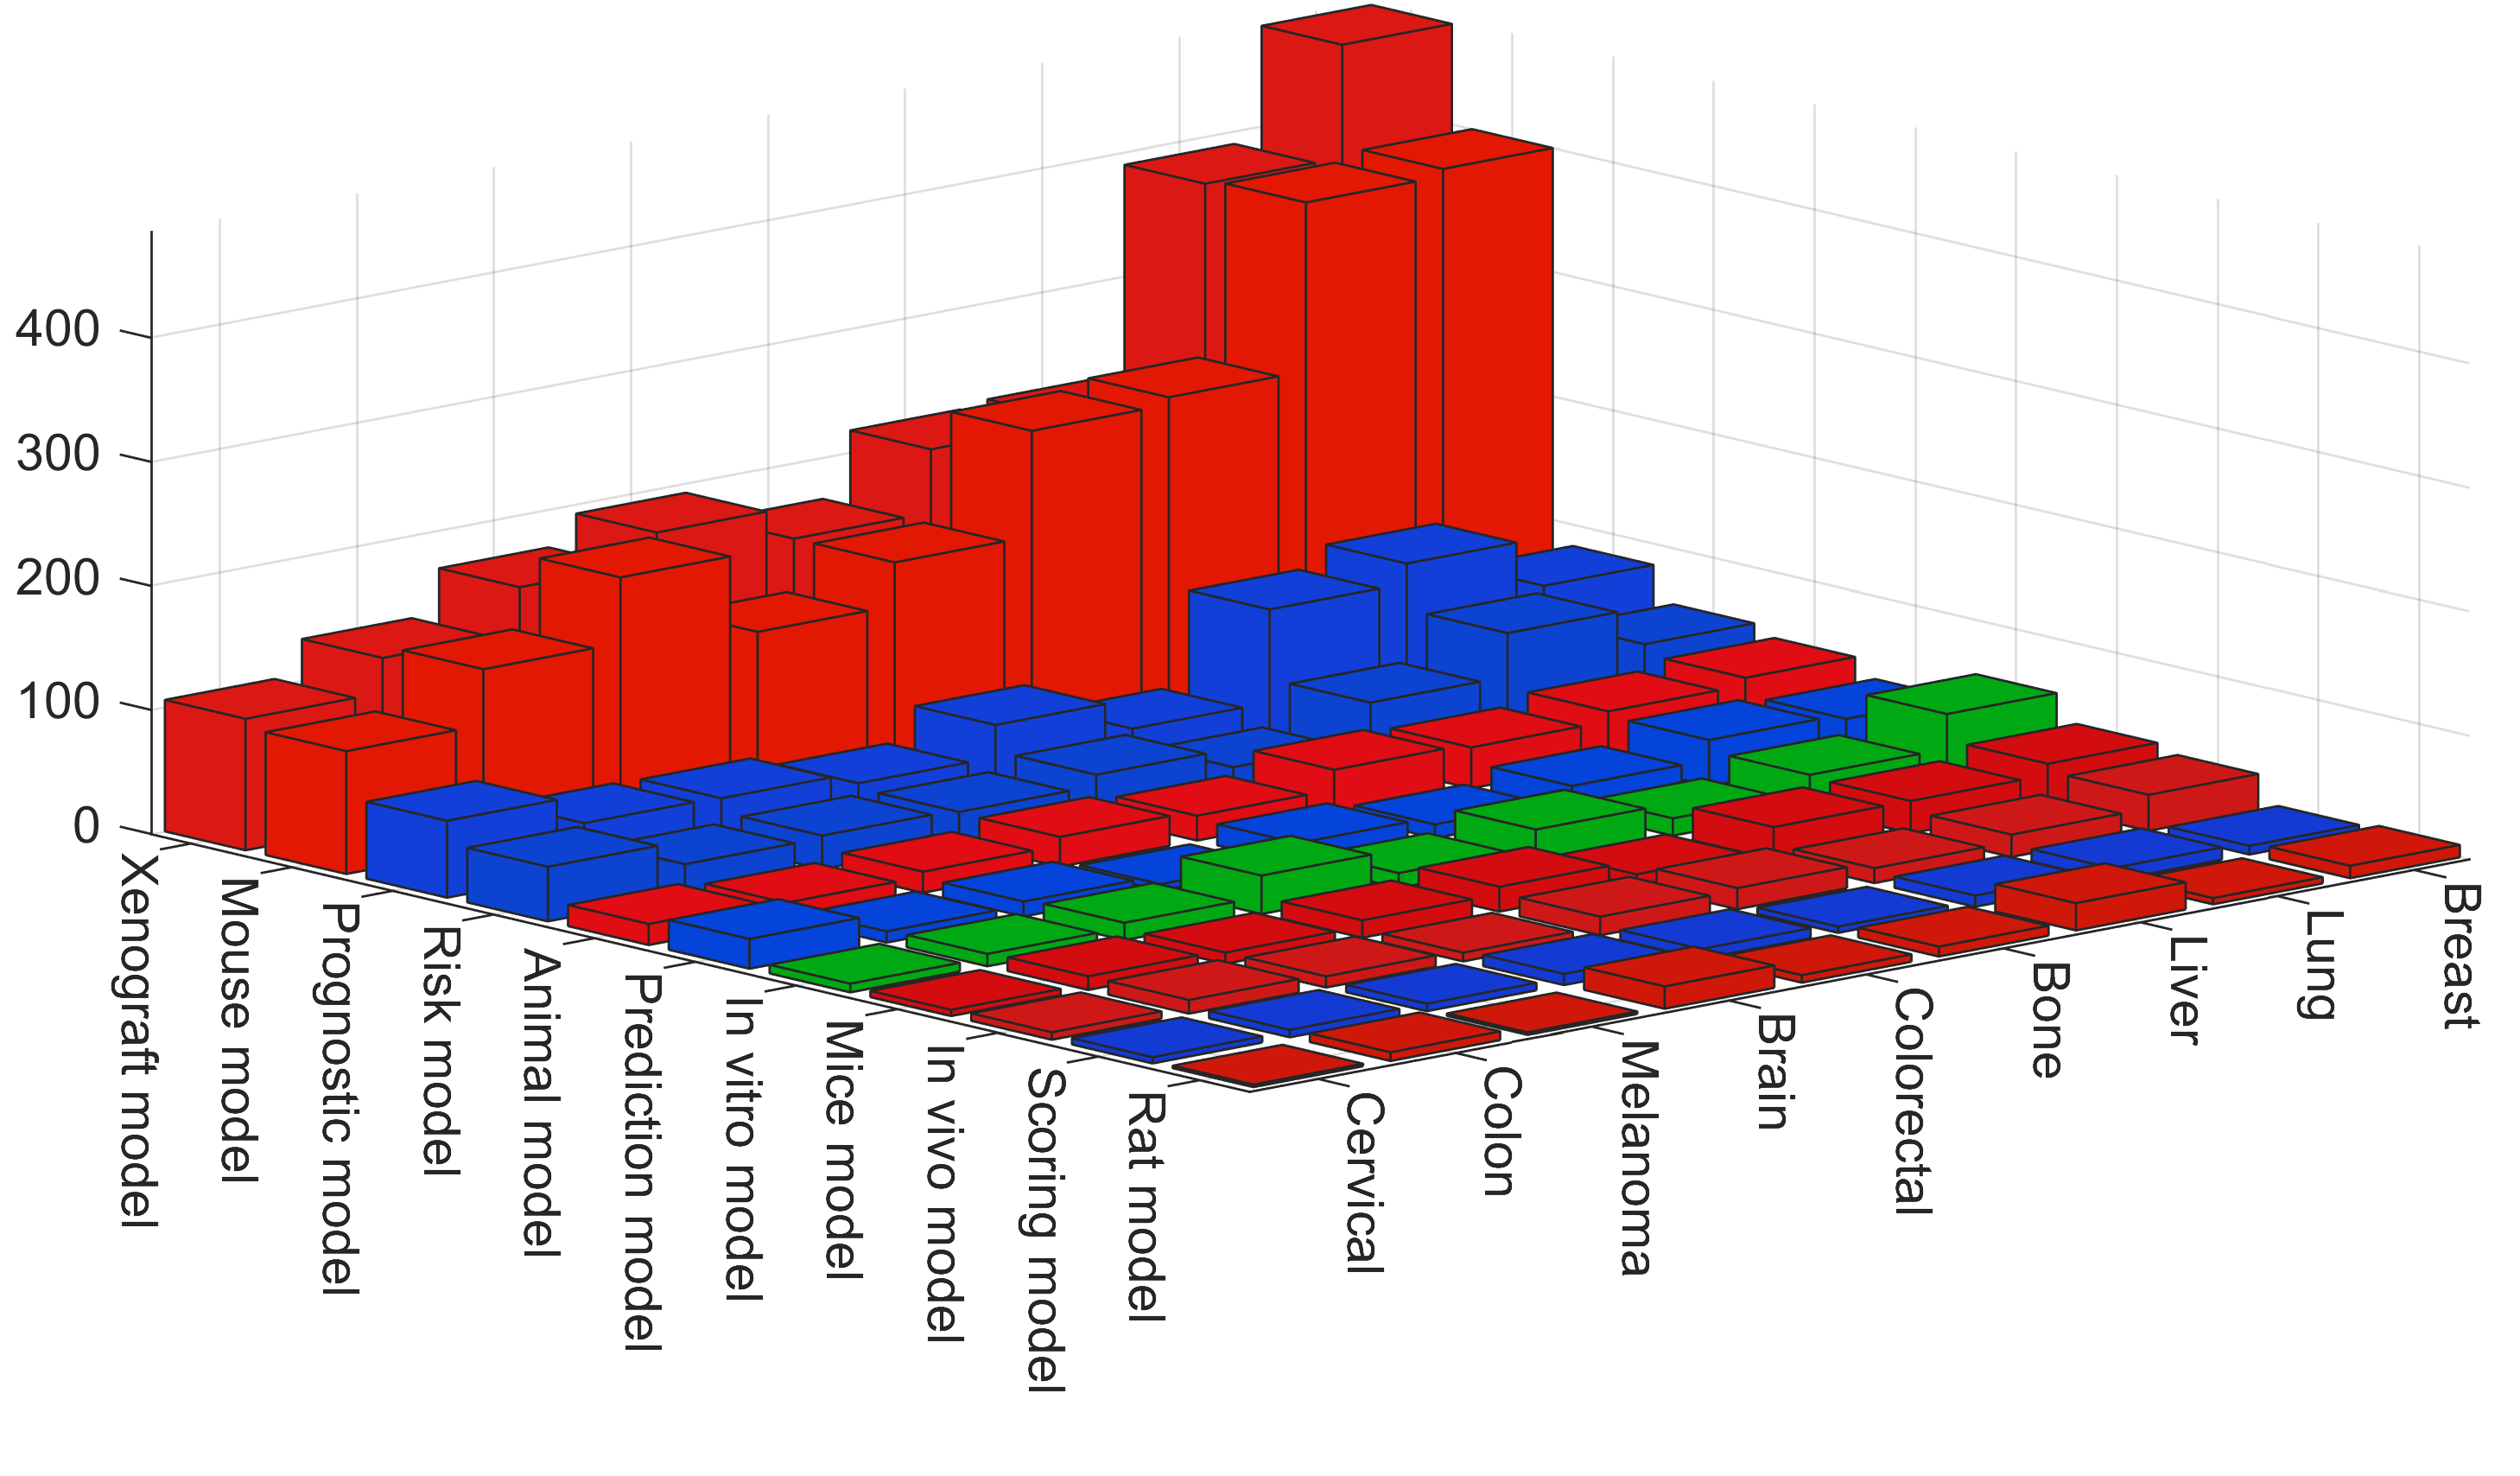 400
300
200
100
0
Xenograft model
Mouse model
Prognostic model
Risk model
Animal model
Prediction model
In vitro model
Mice model
In vivo model
Scoring model
Rat model
Cervical
Colon
Melanoma
Brain
Colorectal
Bone
Liver
Lung
Breast